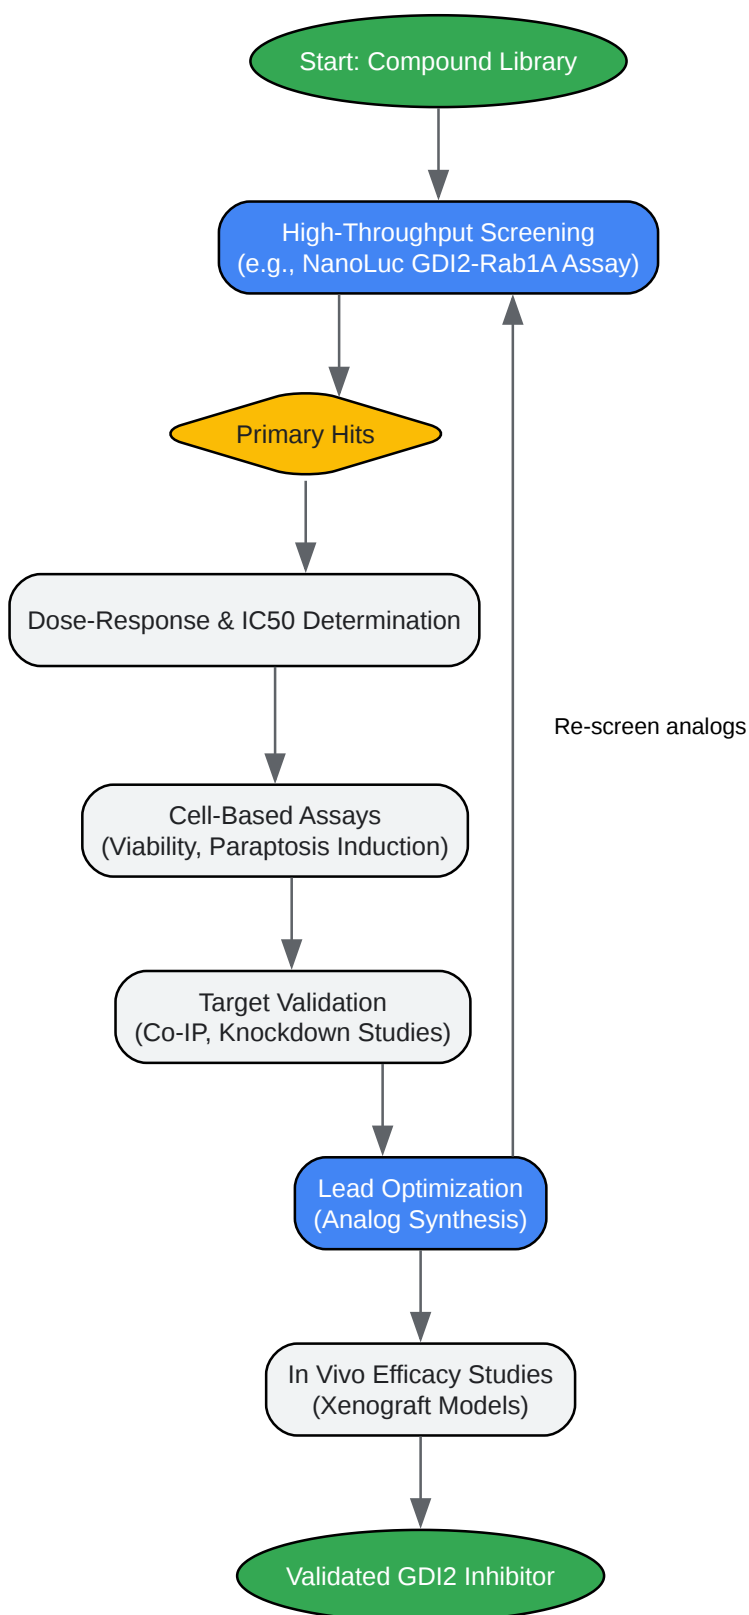 Start: Compound Library
High-Throughput Screening
(e.g., NanoLuc GDI2-Rab1A Assay)
Primary Hits
Dose-Response & IC50 Determination
Re-screen analogs
Cell-Based Assays
(Viability, Paraptosis Induction)
Target Validation
(Co-IP, Knockdown Studies)
Lead Optimization
(Analog Synthesis)
In Vivo Efficacy Studies
(Xenograft Models)
Validated GDI2 Inhibitor